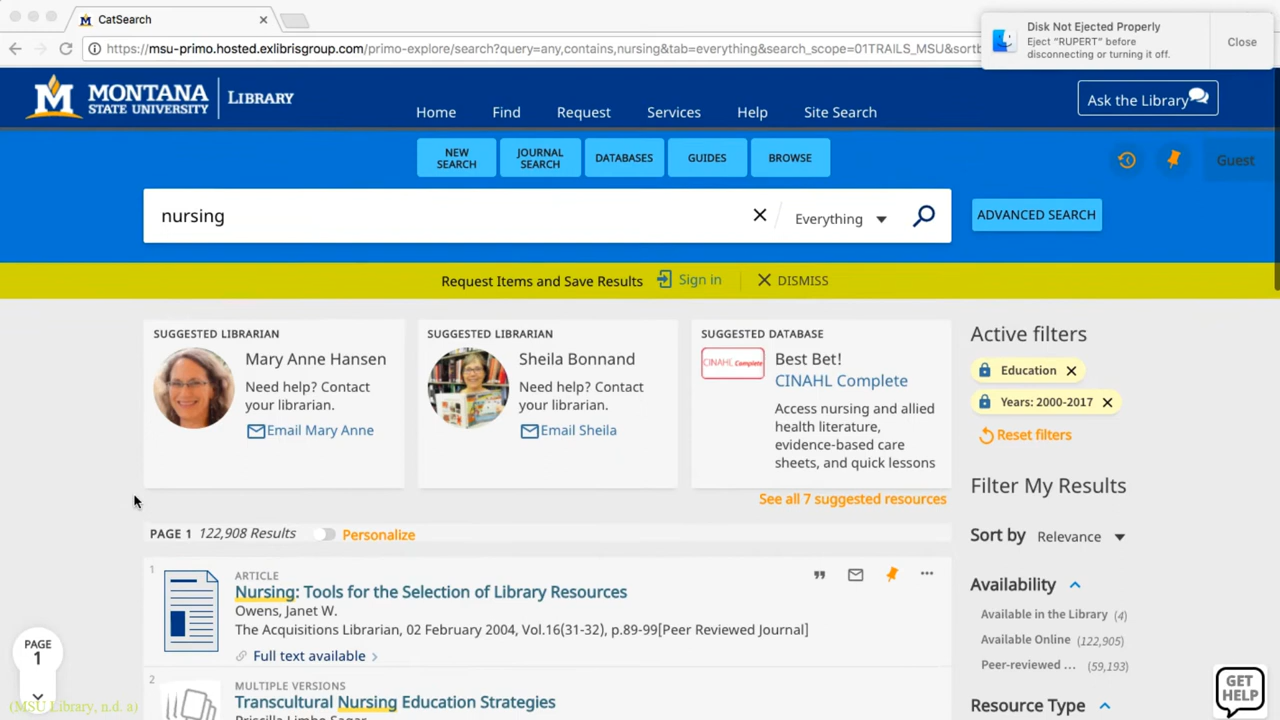 CatSearch
Disk Not Ejected Properly
Eject “RUPERT” before
disconnecting or turning it off.
Close
https://msu-primo.hosted.exlibrisgroup.com/primo-explore/search?query=any,contains,nursing&tab=everything&search_scope=01TRAILS_MSU&sortb
MONTANA
STATE UNIVERSITY
LIBRARY
Home Find Request Services Help Site Search
Ask the Library
NEW
SEARCH
JOURNAL
SEARCH
DATABASES
GUIDES
BROWSE
Guest
nursing
Everything
ADVANCED SEARCH
Request Items and Save Results Sign in DISMISS
SUGGESTED LIBRARIAN
Mary Anne Hansen
Need help? Contact
your librarian.
Email Mary Anne
SUGGESTED LIBRARIAN
Sheila Bonnand
Need help? Contact
your librarian.
Email Sheila
SUGGESTED DATABASE
CINAHL Complete
Best Bet!
CINAHL Complete
Access nursing and allied
health literature,
evidence-based care
sheets, and quick lessons
See all 7 suggested resources
Active filters
Education
Years: 2000-2017
Reset filters
Filter My Results
Sort by Relevance
Availability
Available in the Library (4)
Available Online (122,905)
Peer-reviewed ... (59,193)
Resource Type
PAGE 1 122,908 Results Personalize
1
ARTICLE
Nursing: Tools for the Selection of Library Resources
Owens, Janet W.
The Acquisitions Librarian, 02 February 2004, Vol.16(31-32), p.89-99[Peer Reviewed Journal]
Full text available
2
MULTIPLE VERSIONS
Transcultural Nursing Education Strategies
PAGE
1
(MSU Library, n.d. a)
GET
HELP